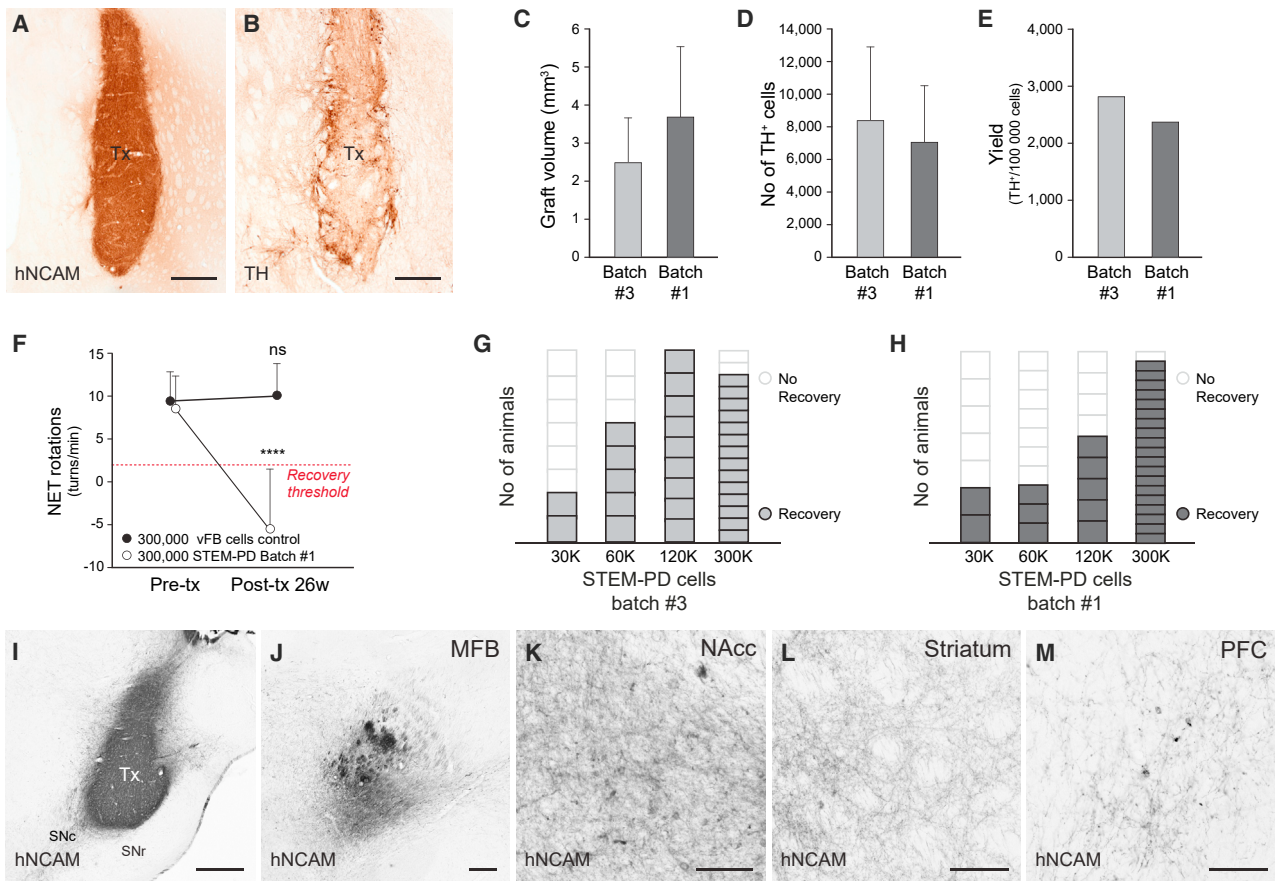 A
Tx
hNCAM
B
Tx
TH
C
Graft volume (mm³)
6
5
4
3
2
1
0
Batch #3
Batch #1
D
No of TH⁺ cells
14,000
12,000
10,000
8,000
6,000
4,000
2,000
0
Batch #3
Batch #1
E
Yield
(TH⁺/100 000 cells)
4,000
3,000
2,000
1,000
0
Batch #3
Batch #1
F
NET rotations
(turns/min)
15
10
5
0
-5
-10
ns
****
Recovery
threshold
300,000 vFB cells control
300,000 STEM-PD Batch #1
Pre-tx
Post-tx 26w
G
No of animals
No
Recovery
Recovery
30K
60K
120K
300K
STEM-PD cells
batch #3
H
No of animals
No
Recovery
Recovery
30K
60K
120K
300K
STEM-PD cells
batch #1
I
Tx
SNc
SNr
hNCAM
J
MFB
hNCAM
K
NAcc
hNCAM
L
Striatum
hNCAM
M
PFC
hNCAM